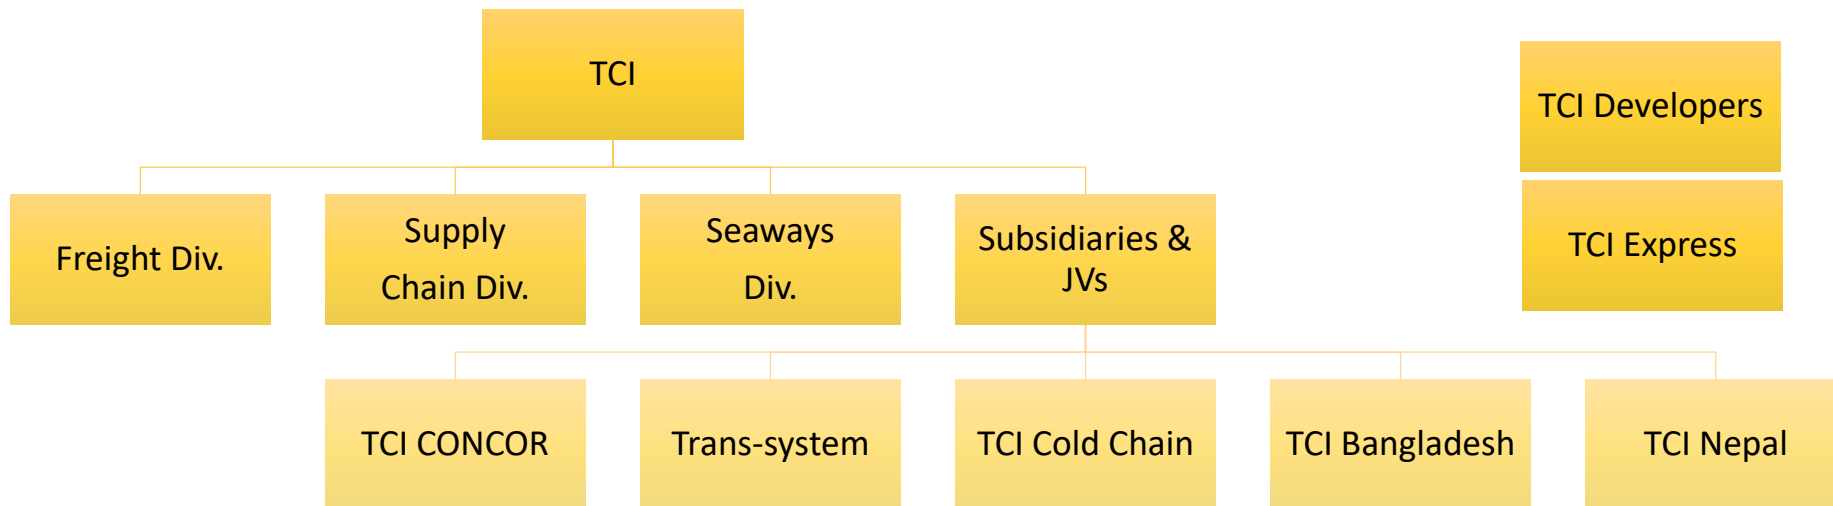 TCI
TCI Developers
TCI Express
Freight Div.
Supply
Chain Div.
Seaways
Div.
Subsidiaries &
JVs
TCI CONCOR
Trans-system
TCI Cold Chain
TCI Bangladesh
TCI Nepal